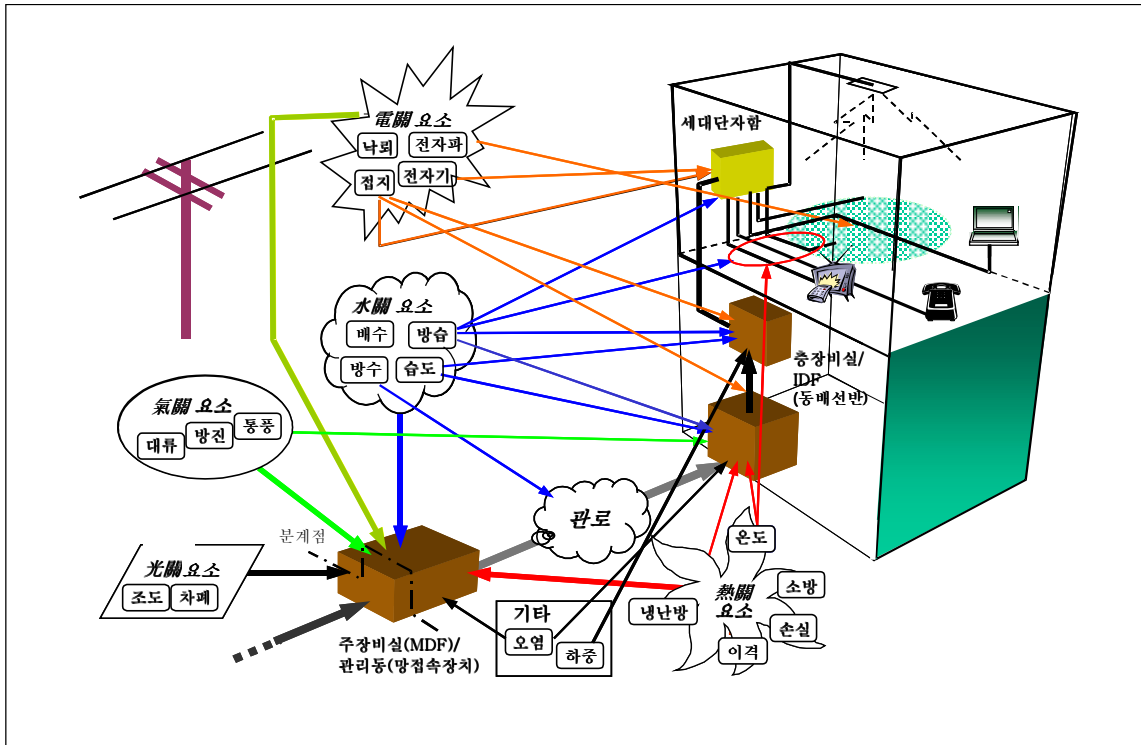 電關 요소
낙뢰 전자파
접지 전자기
세대단자함
水關 요소
배수 방습
방수 습도
층장비실/
IDF
(동배선반)
氣關 요소
대류 방진 통풍
관로
분계점
光關요소
조도 차폐
온도
熱關
요소
소방
냉난방
손실
이격
기타
오염
하중
주장비실(MDF)/
관리동(망접속장치)